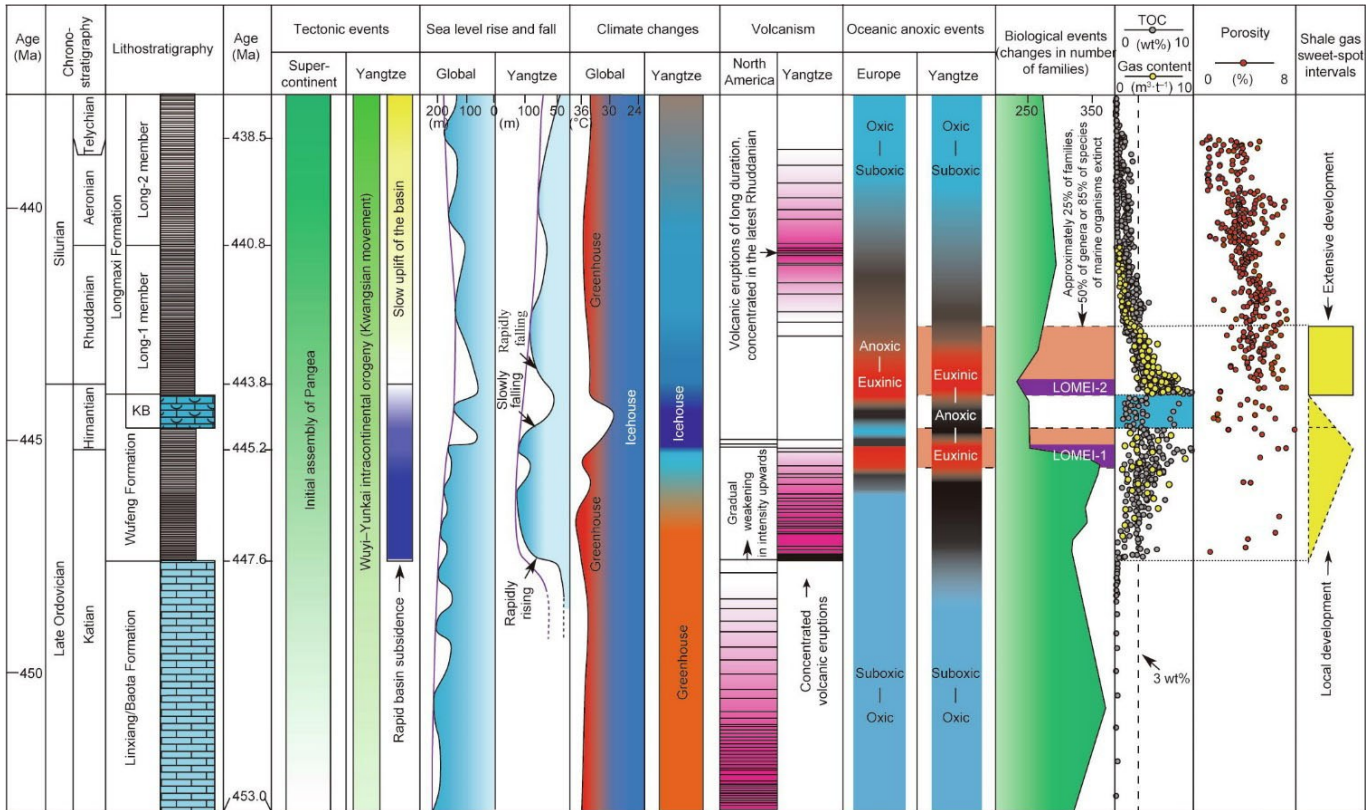 Age
(Ma)
Chrono-
stratigraphy
Lithostratigraphy
Age
(Ma)
Tectonic events
Super-
continent
Yangtze
Sea level rise and fall
Global
Yangtze
Climate changes
Global
Yangtze
Volcanism
North
America
Yangtze
Oceanic anoxic events
Europe
Yangtze
Biological events
(changes in number
of families)
TOC
0 (wt%) 10
Gas content
0 (m³·t⁻¹) 10
Porosity
0 8
(%)
Shale gas
sweet-spot
intervals
200 100 0
(m)
100 50
(m)
36 30 24
(°C)
250 350
440
445
450
Silurian
Late Ordovician
Telychian
Aeronian
Rhuddanian
Hirnantian
Katian
Longmaxi Formation
Long-2 member
Long-1 member
KB
Wufeng Formation
Linxiang/Baota Formation
438.5
440.8
443.8
445.2
447.6
453.0
Initial assembly of Pangea
Wuyi–Yunkai intracontinental orogeny (Kwangsian movement)
Slow uplift of the basin
Rapid basin subsidence
Rapidly
falling
Slowly
falling
Rapidly
rising
Greenhouse
Greenhouse
Icehouse
Icehouse
Greenhouse
Volcanic eruptions of long duration,
concentrated in the latest Rhuddanian
Gradual
weakening
in intensity upwards
Concentrated
volcanic eruptions
Oxic
Suboxic
Anoxic
Euxinic
Suboxic
Oxic
Oxic
Suboxic
Euxinic
Anoxic
Euxinic
Suboxic
Oxic
Approximately 25% of families,
50% of genera or 85% of species
of marine organisms extinct
LOMEI-2
LOMEI-1
3 wt%
Extensive development
Local development